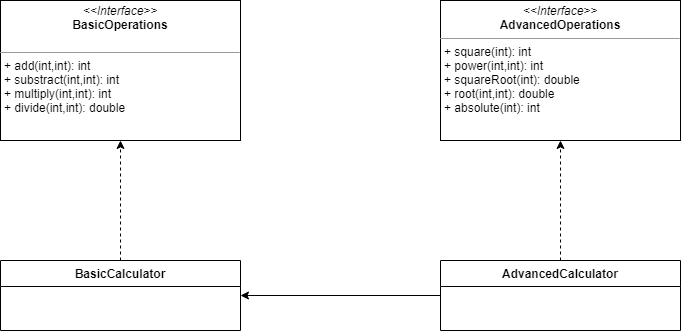 <<Interface>>
BasicOperations
+ add(int,int): int
+ substract(int,int): int
+ multiply(int,int): int
+ divide(int,int): double
<<Interface>>
AdvancedOperations
+ square(int): int
+ power(int,int): int
+ squareRoot(int): double
+ root(int,int): double
+ absolute(int): int
BasicCalculator
AdvancedCalculator